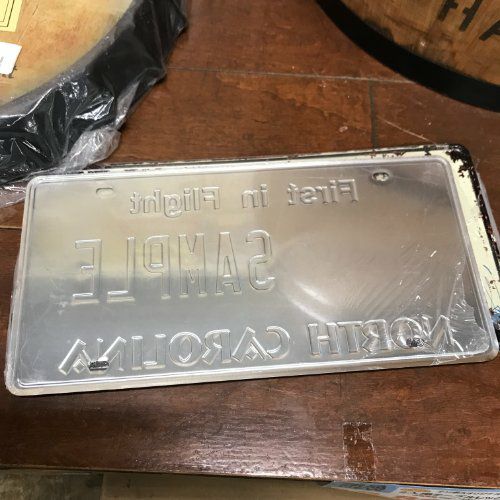 First in Flight
SAMPLE
NORTH CAROLINA